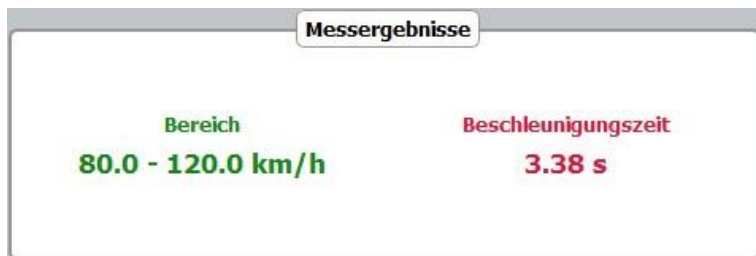 Messergebnisse
Bereich
Beschleunigungszeit
80.0 - 120.0 km/h
3.38 s